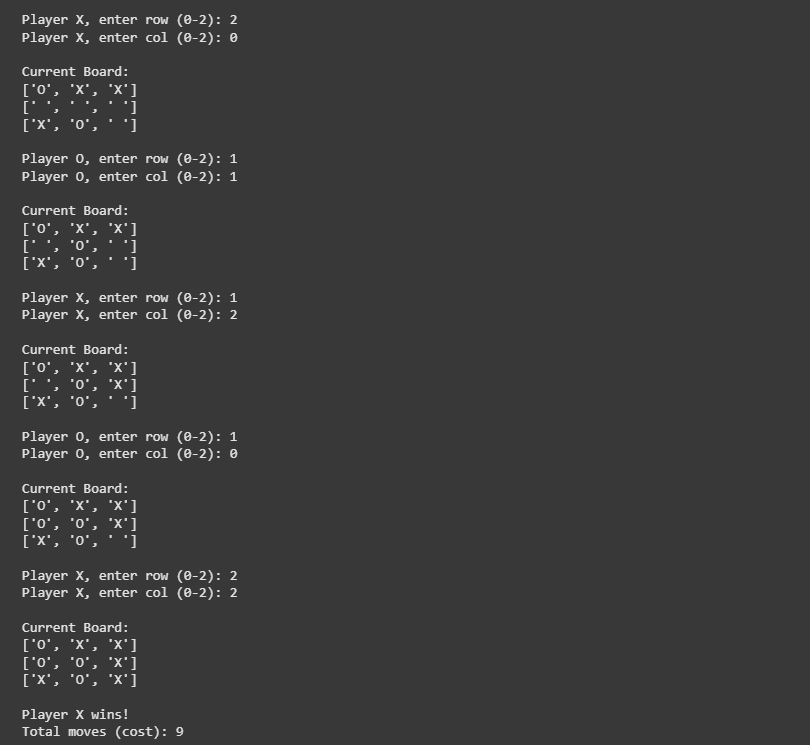 Player X, enter row (0-2): 2
Player X, enter col (0-2): 0
Current Board:
['O', 'X', 'X']
[' ', ' ', ' ']
['X', 'O', ' ']
Player O, enter row (0-2): 1
Player O, enter col (0-2): 1
Current Board:
['O', 'X', 'X']
[' ', 'O', ' ']
['X', 'O', ' ']
Player X, enter row (0-2): 1
Player X, enter col (0-2): 2
Current Board:
['O', 'X', 'X']
[' ', 'O', 'X']
['X', 'O', ' ']
Player O, enter row (0-2): 1
Player O, enter col (0-2): 0
Current Board:
['O', 'X', 'X']
['O', 'O', 'X']
['X', 'O', ' ']
Player X, enter row (0-2): 2
Player X, enter col (0-2): 2
Current Board:
['O', 'X', 'X']
['O', 'O', 'X']
['X', 'O', 'X']
Player X wins!
Total moves (cost): 9